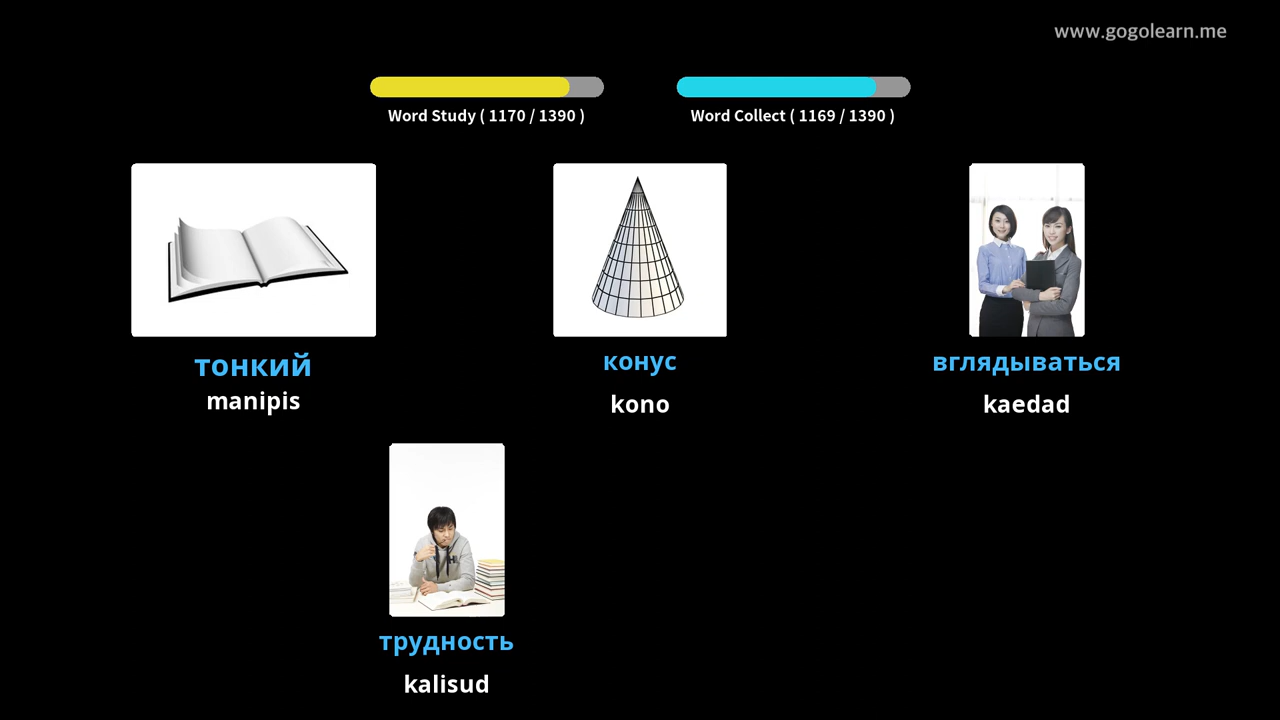 www.gogolearn.me
Word Study ( 1170 / 1390 )
Word Collect ( 1169 / 1390 )
тонкий
manipis
конус
kono
вглядываться
kaedad
трудность
kalisud